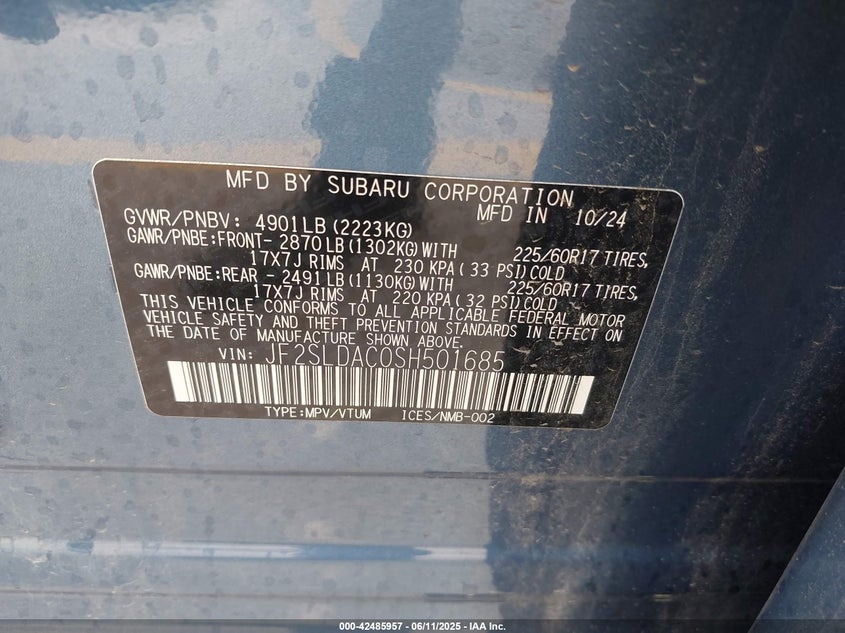 MFD BY SUBARU CORPORATION
MFD IN 10/24
GVWR/PNBV: 4901LB (2223KG)
GAWR/PNBE:FRONT- 2870LB(1302KG)WITH 225/60R17 TIRES,
17X7J RIMS AT 230 KPA( 33 PSI)COLD
GAWR/PNBE:REAR - 2491LB(1130KG)WITH 225/60R17 TIRES,
17X7J RIMS AT 220 KPA( 32 PSI)COLD
THIS VEHICLE CONFORMS TO ALL APPLICABLE FEDERAL MOTOR
VEHICLE SAFETY AND THEFT PREVENTION STANDARDS IN EFFECT ON
THE DATE OF MANUFACTURE SHOWN ABOVE.
VIN: JF2SLDAC0SH501685
TYPE:MPV/VTUM ICES/NMB-002
000-42485957 - 06/11/2025 - IAA Inc.